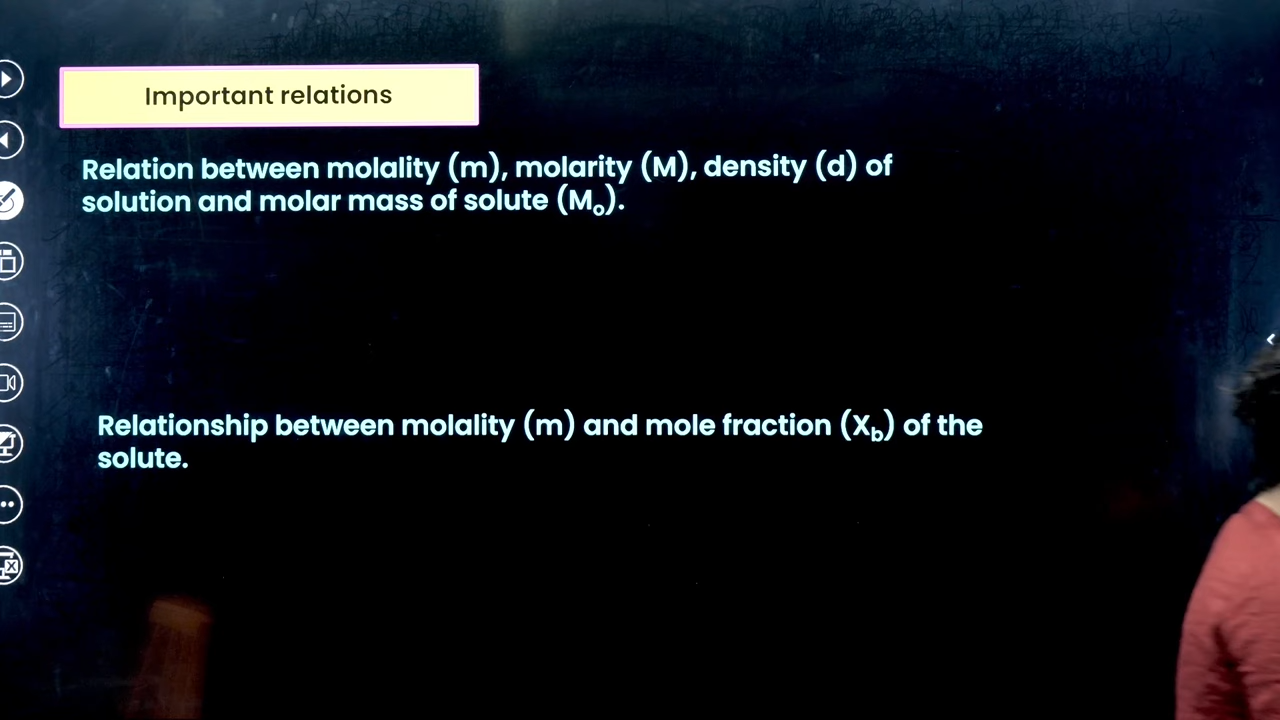 Important relations
Relation between molality (m), molarity (M), density (d) of
solution and molar mass of solute (Mₒ).
Relationship between molality (m) and mole fraction (X_b) of the
solute.